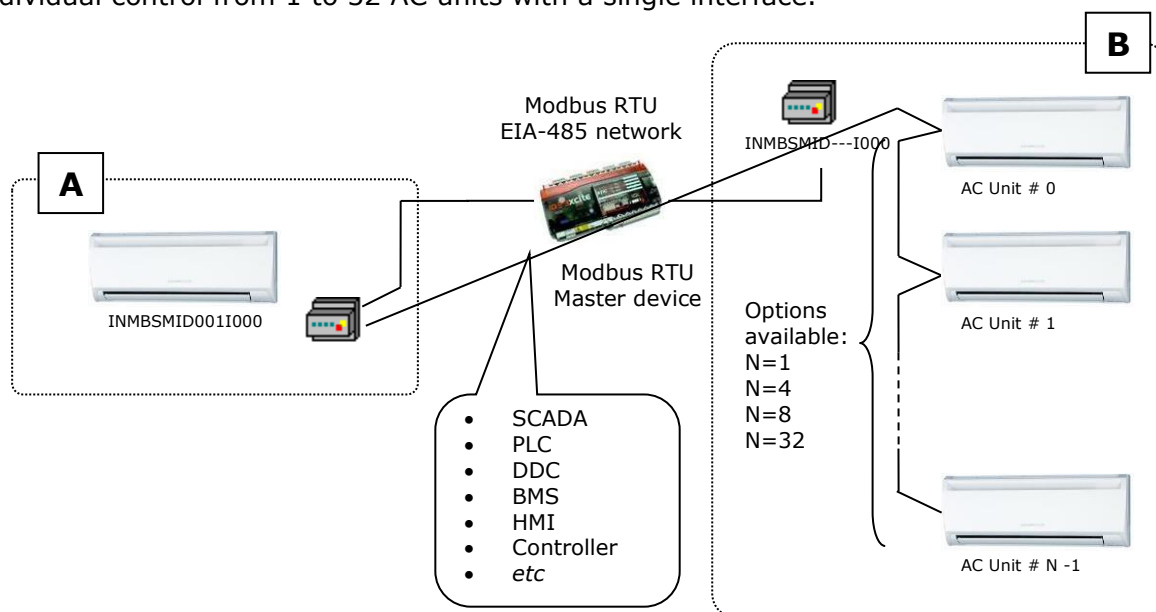 dividual control from 1 to 32 AC units with a single interface.
B
Modbus RTU
EIA-485 network
INMBSMID---I000
A
AC Unit # 0
Modbus RTU
Master device
INMBSMID001I000
Options
available:
N=1
N=4
N=8
N=32
AC Unit # 1
• SCADA
• PLC
• DDC
• BMS
• HMI
• Controller
• etc
AC Unit # N -1